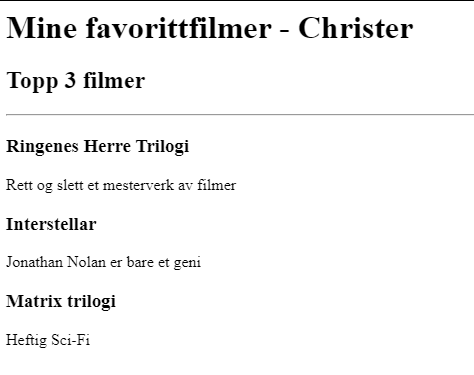 Mine favorittfilmer - Christer
Topp 3 filmer
Ringenes Herre Trilogi
Rett og slett et mesterverk av filmer
Interstellar
Jonathan Nolan er bare et geni
Matrix trilogi
Heftig Sci-Fi